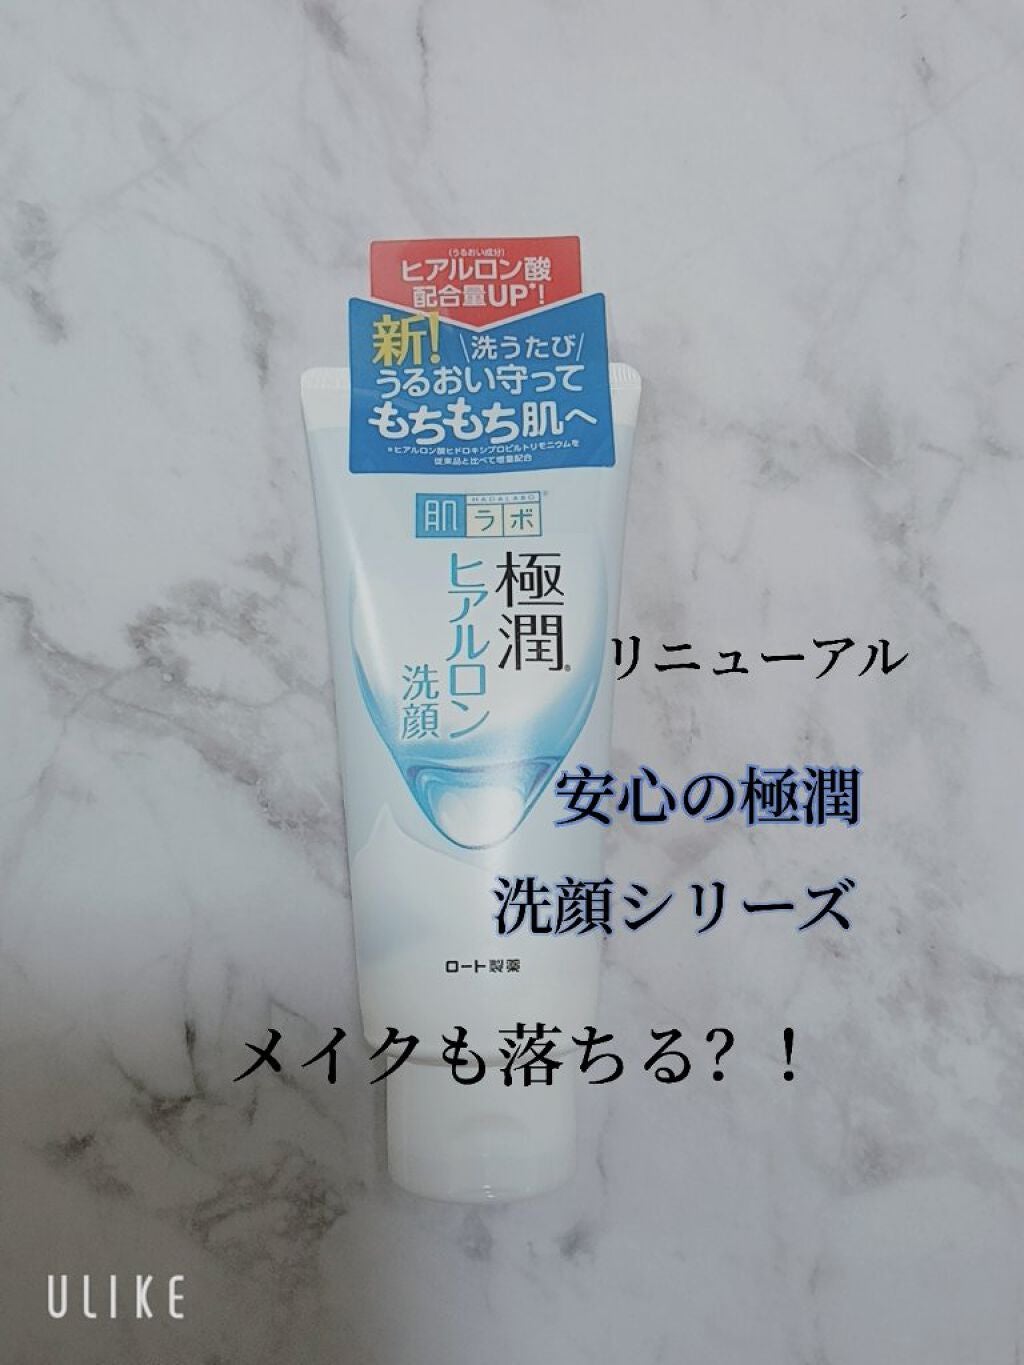 (うるおい成分)
ヒアルロン酸
配合量UP*!
新! \洗うたび/
うるおい守って
もちもち肌へ
*ヒアルロン酸ヒドロキシプロピルトリモニウムを
従来品と比べて増量配合
HADALABO
肌ラボ®
極潤®
ヒアルロン
洗顔
リニューアル
安心の極潤
洗顔シリーズ
ロート製薬
メイクも落ちる?！
ULIKE